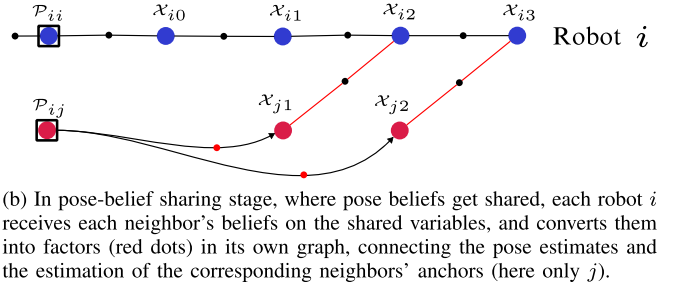 𝒫ii 𝒳i0 𝒳i1 𝒳i2 𝒳i3
Robot i
𝒫ij 𝒳j1 𝒳j2
(b) In pose-belief sharing stage, where pose beliefs get shared, each robot i
receives each neighbor's beliefs on the shared variables, and converts them
into factors (red dots) in its own graph, connecting the pose estimates and
the estimation of the corresponding neighbors' anchors (here only j).